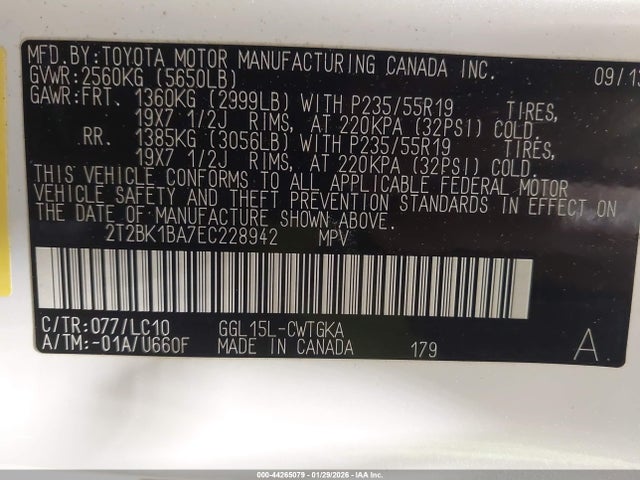 MFD.BY:TOYOTA MOTOR MANUFACTURING CANADA INC. 09/13
GVWR:2560KG (5650LB)
GAWR:FRT. 1360KG (2999LB) WITH P235/55R19 TIRES,
19X7 1/2J RIMS, AT 220KPA (32PSI) COLD.
RR. 1385KG (3056LB) WITH P235/55R19 TIRES,
19X7 1/2J RIMS, AT 220KPA (32PSI) COLD.
THIS VEHICLE CONFORMS TO ALL APPLICABLE FEDERAL MOTOR
VEHICLE SAFETY AND THEFT PREVENTION STANDARDS IN EFFECT ON
THE DATE OF MANUFACTURE SHOWN ABOVE.
2T2BK1BA7EC228942 MPV
C/TR:077/LC10 GGL15L-CWTGKA
A/TM:-01A/U660F MADE IN CANADA 179 A
000-44265079 - 01/29/2026 - IAA Inc.